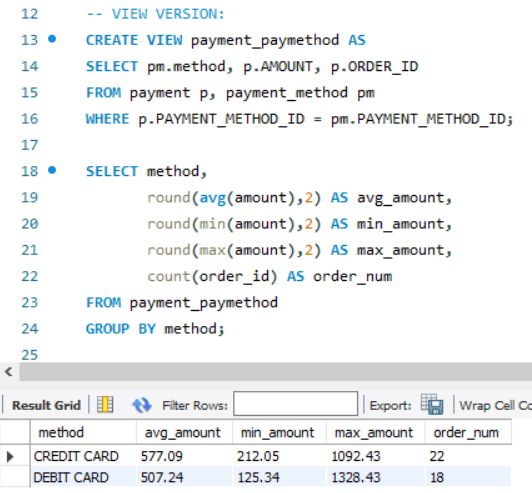 12 -- VIEW VERSION:
13 CREATE VIEW payment_paymethod AS
14 SELECT pm.method, p.AMOUNT, p.ORDER_ID
15 FROM payment p, payment_method pm
16 WHERE p.PAYMENT_METHOD_ID = pm.PAYMENT_METHOD_ID;
17
18 SELECT method,
19 round(avg(amount),2) AS avg_amount,
20 round(min(amount),2) AS min_amount,
21 round(max(amount),2) AS max_amount,
22 count(order_id) AS order_num
23 FROM payment_paymethod
24 GROUP BY method;
25
Result Grid Filter Rows: Export: Wrap Cell Co
method avg_amount min_amount max_amount order_num
CREDIT CARD 577.09 212.05 1092.43 22
DEBIT CARD 507.24 125.34 1328.43 18